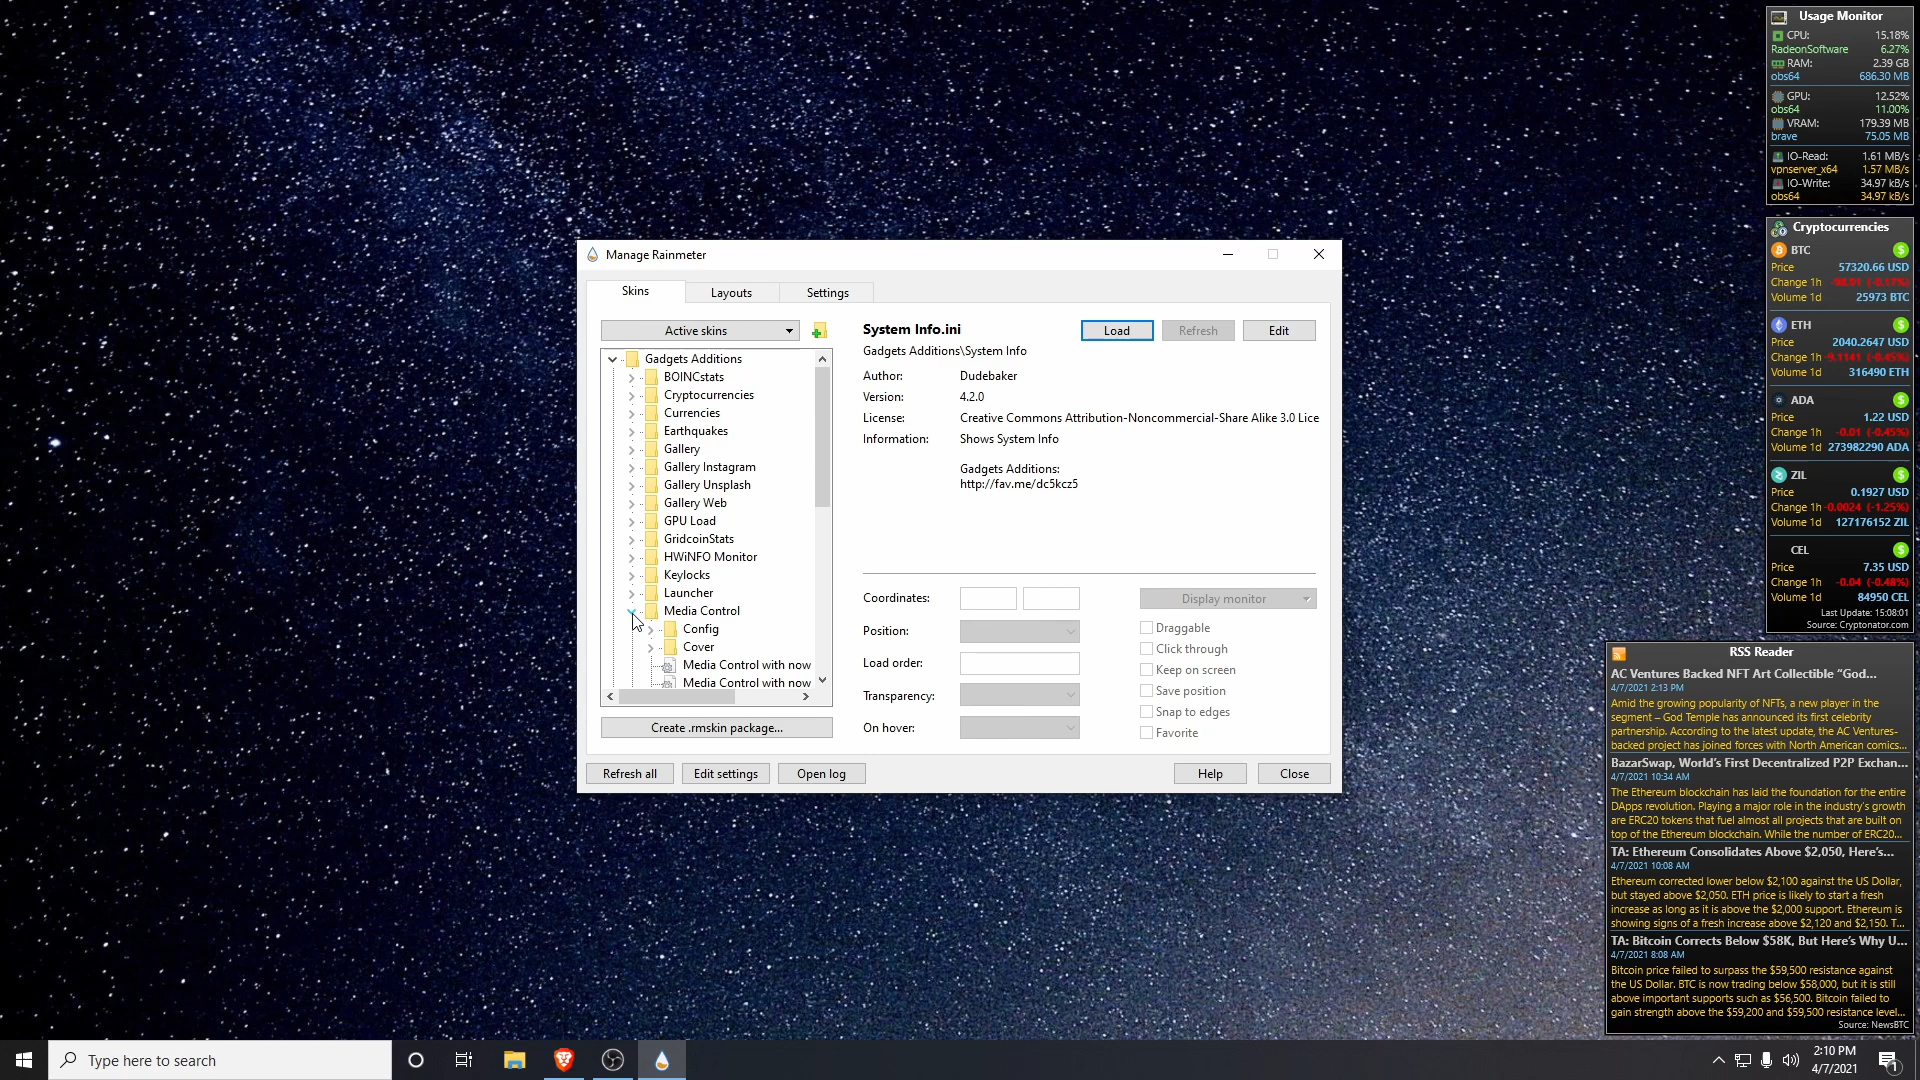 Manage Rainmeter
Skins
Layouts
Settings
Active skins
Gadgets Additions
BOINCstats
Cryptocurrencies
Currencies
Earthquakes
Gallery
Gallery Instagram
Gallery Unsplash
Gallery Web
GPU Load
GridcoinStats
HWiNFO Monitor
Keylocks
Launcher
Media Control
Config
Cover
Media Control with now
Media Control with now
Create .rmskin package...
System Info.ini
Load
Refresh
Edit
Gadgets Additions\System Info
Author: Dudebaker
Version: 4.2.0
License: Creative Commons Attribution-Noncommercial-Share Alike 3.0 Lice
Information: Shows System Info
Gadgets Additions:
http://fav.me/dc5kcz5
Coordinates:
Display monitor
Position:
Draggable
Click through
Load order:
Keep on screen
Transparency:
Save position
Snap to edges
On hover:
Favorite
Refresh all
Edit settings
Open log
Help
Close
Usage Monitor
CPU: 15.18%
RadeonSoftware 6.27%
RAM: 2.39 GB
obs64 686.30 MB
GPU: 12.52%
obs64 11.00%
VRAM: 179.39 MB
brave 75.05 MB
IO-Read: 1.61 MB/s
vpnserver_x64 1.57 MB/s
IO-Write: 34.97 kB/s
obs64 34.97 kB/s
Cryptocurrencies
BTC
Price 57320.66 USD
Change 1h -98.91 (-0.17%)
Volume 1d 25973 BTC
ETH
Price 2040.2647 USD
Change 1h -9.1141 (-0.45%)
Volume 1d 316490 ETH
ADA
Price 1.22 USD
Change 1h -0.01 (-0.45%)
Volume 1d 273982290 ADA
ZIL
Price 0.1927 USD
Change 1h -0.0024 (-1.25%)
Volume 1d 127176152 ZIL
CEL
Price 7.35 USD
Change 1h -0.04 (-0.48%)
Volume 1d 84950 CEL
Last Update: 15:08:01
Source: Cryptonator.com
RSS Reader
AC Ventures Backed NFT Art Collectible “God...
4/7/2021 2:13 PM
Amid the growing popularity of NFTs, a new player in the
segment – God Temple has announced its first celebrity
partnership. According to the latest update, the AC Ventures-
backed project has joined forces with North American comics...
BazarSwap, World’s First Decentralized P2P Exchan...
4/7/2021 10:34 AM
The Ethereum blockchain has laid the foundation for the entire
DApps revolution. Playing a major role in the industry’s growth
are ERC20 tokens that fuel almost all projects that are built on
top of the Ethereum blockchain. While the number of ERC20...
TA: Ethereum Consolidates Above $2,050, Here’s...
4/7/2021 10:08 AM
Ethereum corrected lower below $2,100 against the US Dollar,
but stayed above $2,050. ETH price is likely to start a fresh
increase as long as it is above the $2,000 support. Ethereum is
showing signs of a fresh increase above $2,120 and $2,150. T...
TA: Bitcoin Corrects Below $58K, But Here’s Why U...
4/7/2021 8:08 AM
Bitcoin price failed to surpass the $59,500 resistance against
the US Dollar. BTC is now trading below $58,000, but it is still
above important supports such as $56,500. Bitcoin failed to
gain strength above the $59,200 and $59,500 resistance level...
Source: NewsBTC
Type here to search
2:10 PM
4/7/2021
1